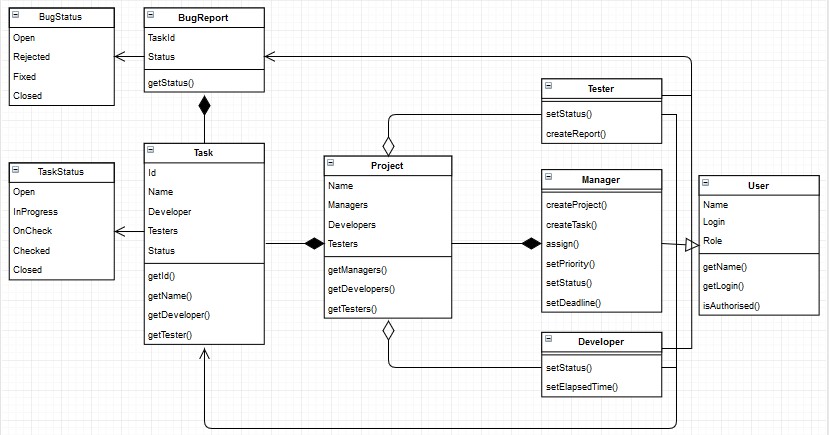 BugStatus
Open
Rejected
Fixed
Closed
BugReport
TaskId
Status
getStatus()
TaskStatus
Open
InProgress
OnCheck
Checked
Closed
Task
Id
Name
Developer
Testers
Status
getId()
getName()
getDeveloper()
getTester()
Project
Name
Managers
Developers
Testers
getManagers()
getDevelopers()
getTesters()
Tester
setStatus()
createReport()
Manager
createProject()
createTask()
assign()
setPriority()
setStatus()
setDeadline()
Developer
setStatus()
setElapsedTime()
User
Name
Login
Role
getName()
getLogin()
isAuthorised()